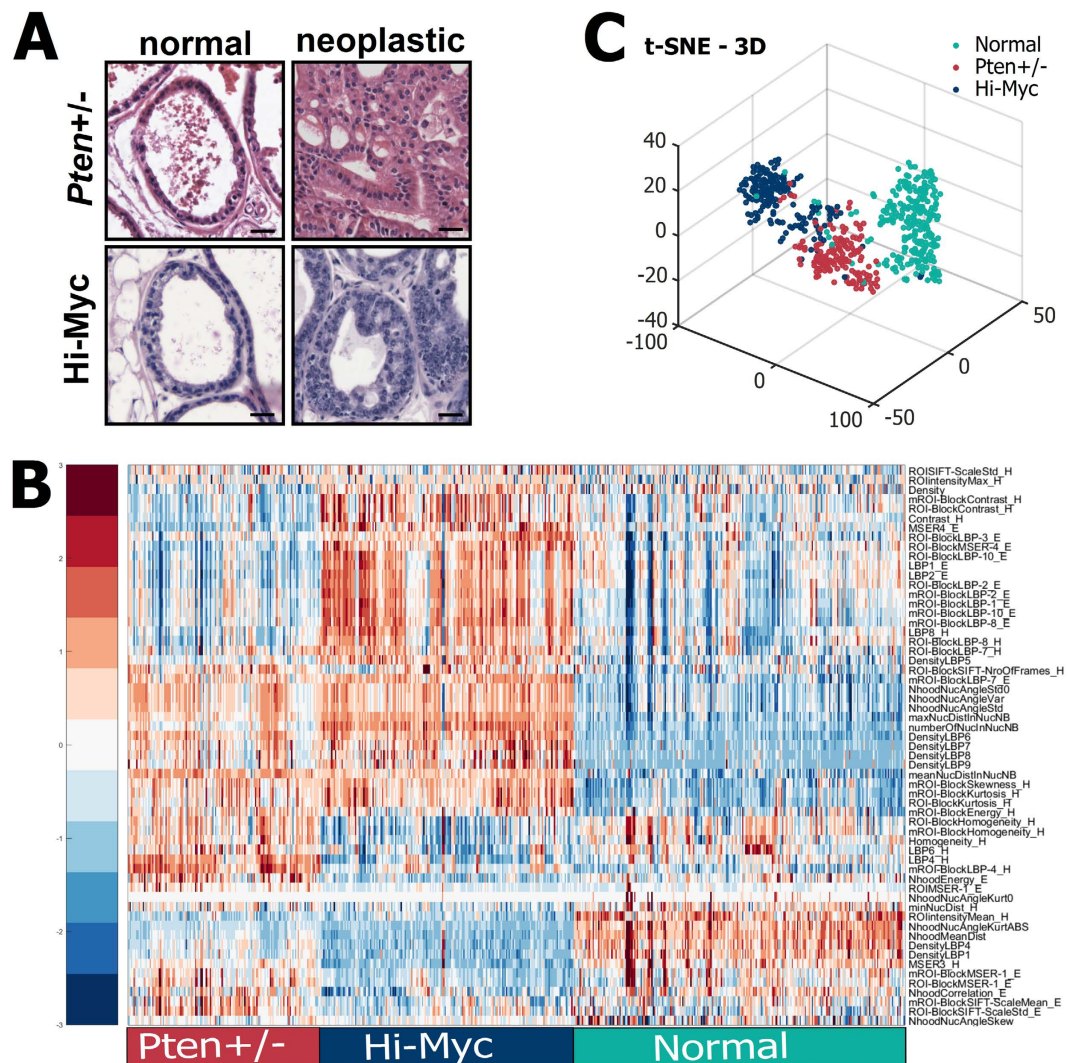 A
normal
neoplastic
Pten+/-
Hi-Myc
C
t-SNE - 3D
Normal
Pten+/-
Hi-Myc
40
20
0
-20
-40
-100
0
100
-50
0
50
B
3
2
1
0
-1
-2
-3
ROISIFT-ScaleStd_H
ROIintensityMax_H
Density
mROI-BlockContrast_H
ROI-BlockContrast_H
Contrast_H
MSER4_E
ROI-BlockLBP-3_E
ROI-BlockMSER-4_E
ROI-BlockLBP-10_E
LBP1_E
LBP2_E
ROI-BlockLBP-2_E
mROI-BlockLBP-2_E
mROI-BlockLBP-1_E
mROI-BlockLBP-10_E
mROI-BlockLBP-8_E
LBP8_H
ROI-BlockLBP-8_H
ROI-BlockLBP-7_H
DensityLBP5
ROI-BlockSIFT-NroOfFrames_H
mROI-BlockLBP-7_E
NhoodNucAngleStd0
NhoodNucAngleVar
NhoodNucAngleStd
maxNucDistInNucNB
numberOfNucInNucNB
DensityLBP6
DensityLBP7
DensityLBP8
DensityLBP9
meanNucDistInNucNB
mROI-BlockSkewness_H
mROI-BlockKurtosis_H
ROI-BlockKurtosis_H
mROI-BlockEnergy_H
ROI-BlockHomogeneity_H
mROI-BlockHomogeneity_H
Homogeneity_H
LBP6_H
LBP4_H
mROI-BlockLBP-4_H
NhoodEnergy_E
ROIMSER-1_E
NhoodNucAngleKurt0
minNucDist_H
ROIintensityMean_H
NhoodNucAngleKurtABS
NhoodMeanDist
DensityLBP4
DensityLBP1
MSER3_H
mROI-BlockMSER-1_E
ROI-BlockMSER-1_E
NhoodCorrelation_E
mROI-BlockSIFT-ScaleMean_E
ROI-BlockSIFT-ScaleStd_E
NhoodNucAngleSkew
Pten+/-
Hi-Myc
Normal